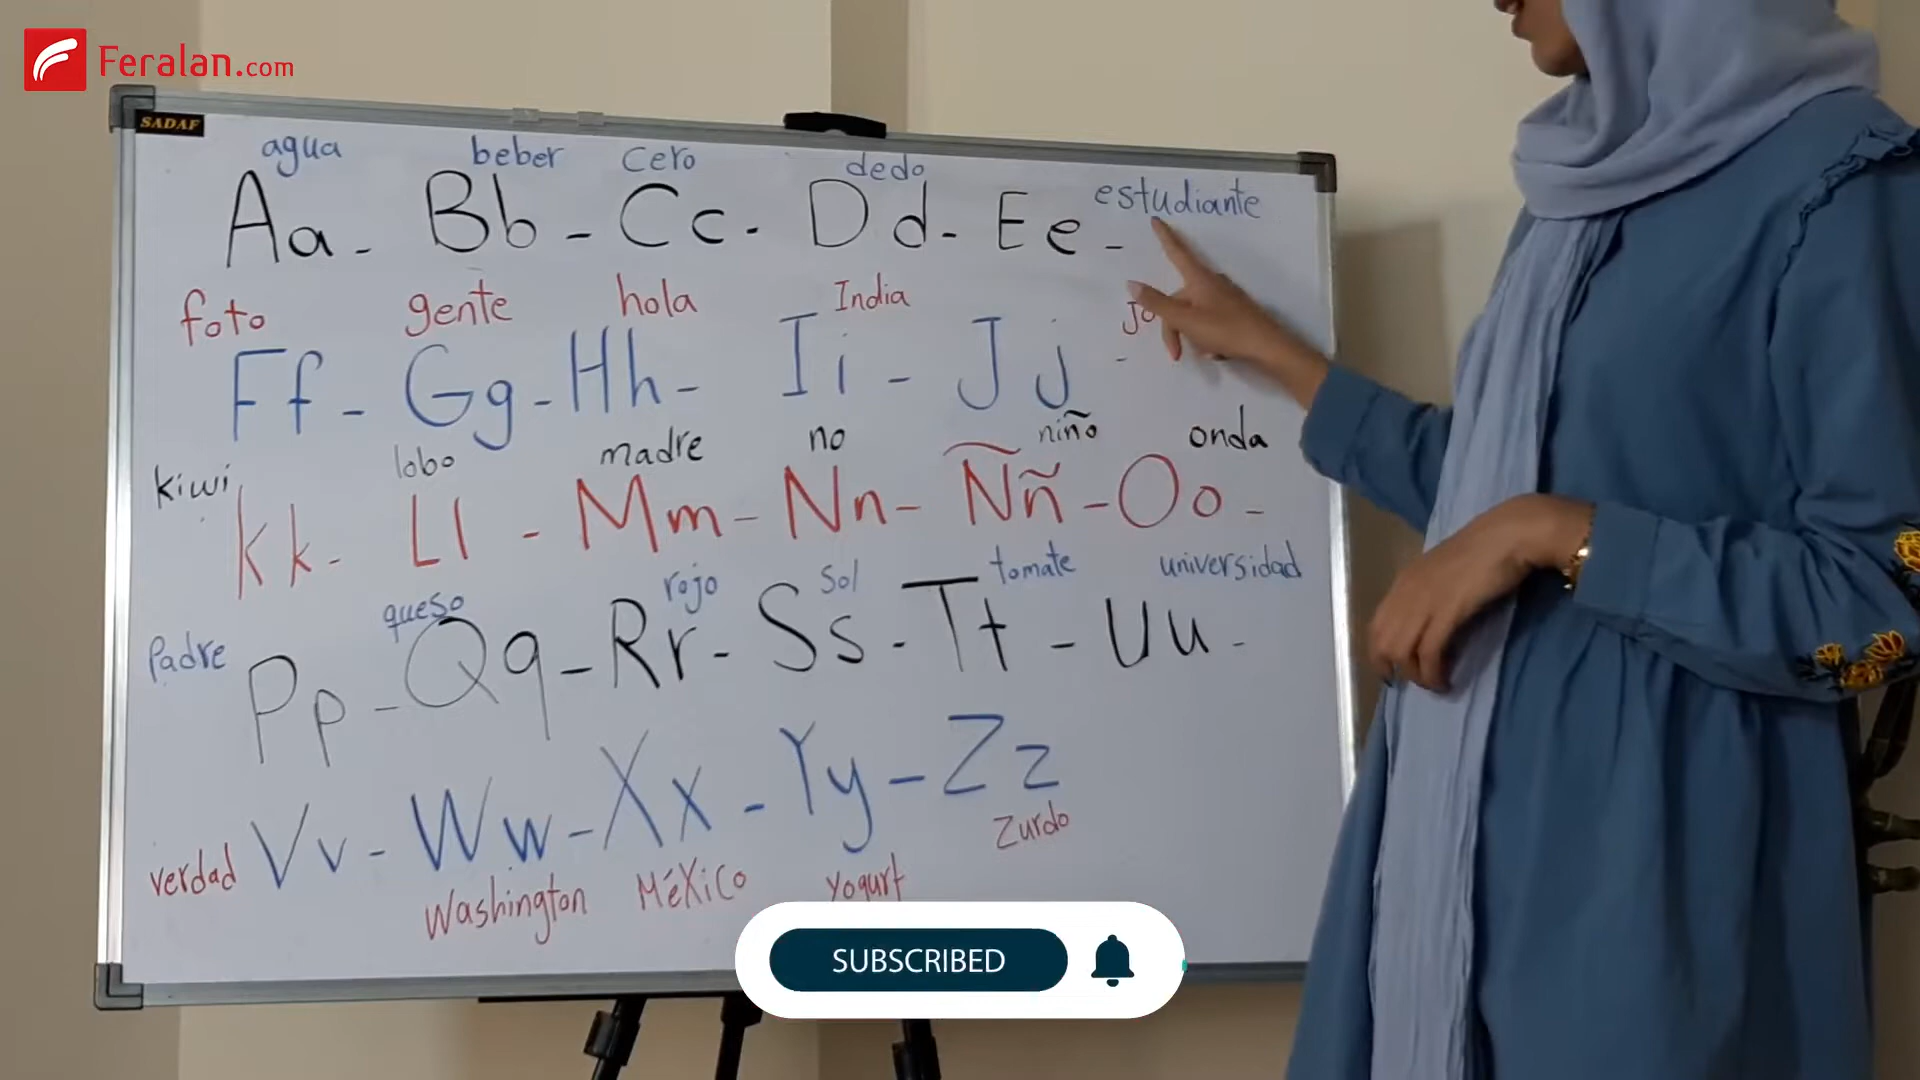 Feralan.com
SADAF
agua beber cero dedo estudiante
Aa - Bb - Cc - Dd - Ee -
foto gente hola India
Ff - Gg - Hh - Ii - Jj -
kiwi lobo madre no niño onda
Kk - Ll - Mm - Nn - Ññ - Oo -
Padre queso rojo Sol tomate universidad
Pp - Qq - Rr - Ss - Tt - Uu -
Vv - Ww - Xx - Yy - Zz
verdad Washington MéXiCo Yogurt Zurdo
SUBSCRIBED